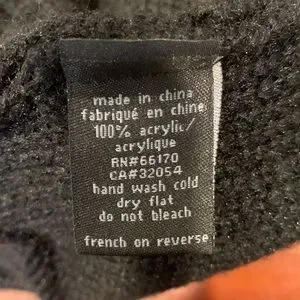 made in china
fabriqué en chine
100% acrylic/
acrylique
RN#66170
CA#32054
hand wash cold
dry flat
do not bleach
french on reverse